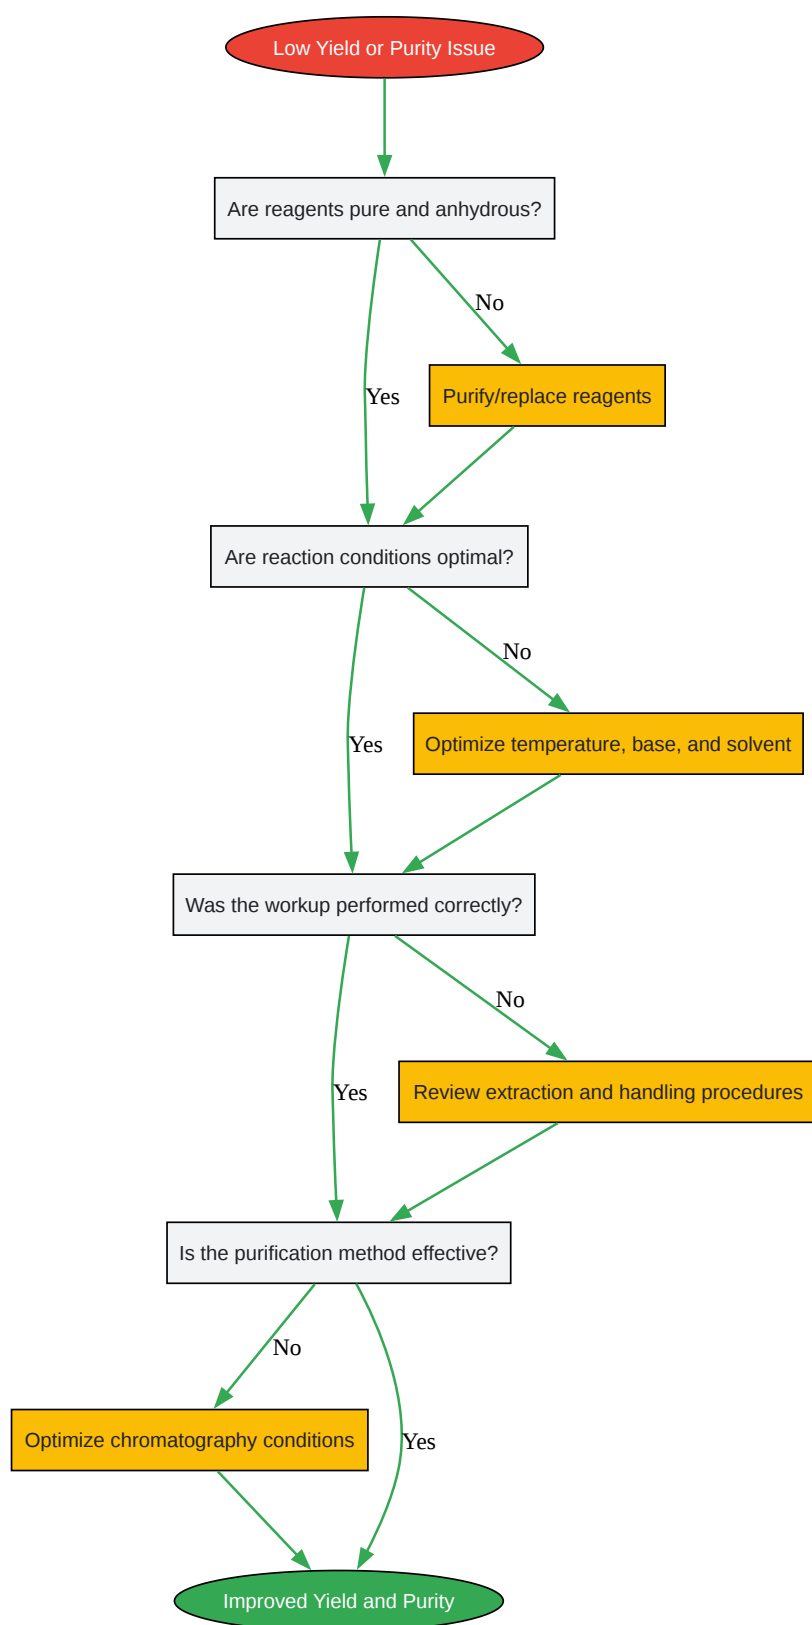 Low Yield or Purity Issue
Are reagents pure and anhydrous?
No
Yes
Purify/replace reagents
Are reaction conditions optimal?
No
Yes
Optimize temperature, base, and solvent
Was the workup performed correctly?
No
Yes
Review extraction and handling procedures
Is the purification method effective?
No
Optimize chromatography conditions
Yes
Improved Yield and Purity